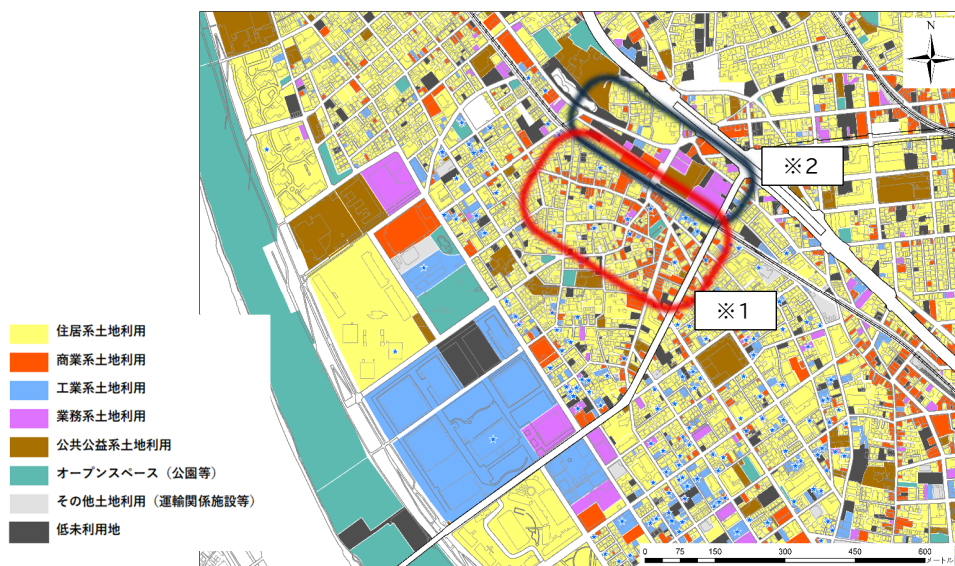 N
※2
※1
住居系土地利用
商業系土地利用
工業系土地利用
業務系土地利用
公共公益系土地利用
オープンスペース（公園等）
その他土地利用（運輸関係施設等）
低未利用地
0 75 150 300 450 600
メートル